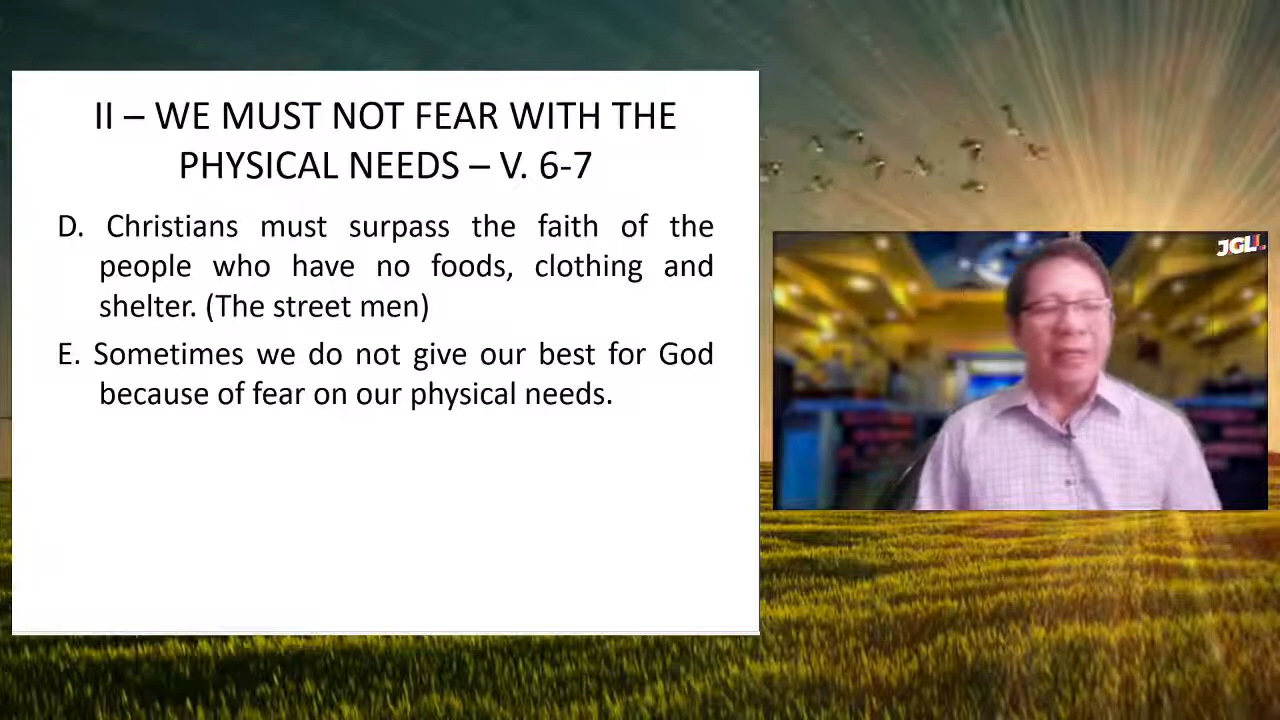 II – WE MUST NOT FEAR WITH THE
PHYSICAL NEEDS – V. 6-7
D. Christians must surpass the faith of the
people who have no foods, clothing and
shelter. (The street men)
E. Sometimes we do not give our best for God
because of fear on our physical needs.
JGLL